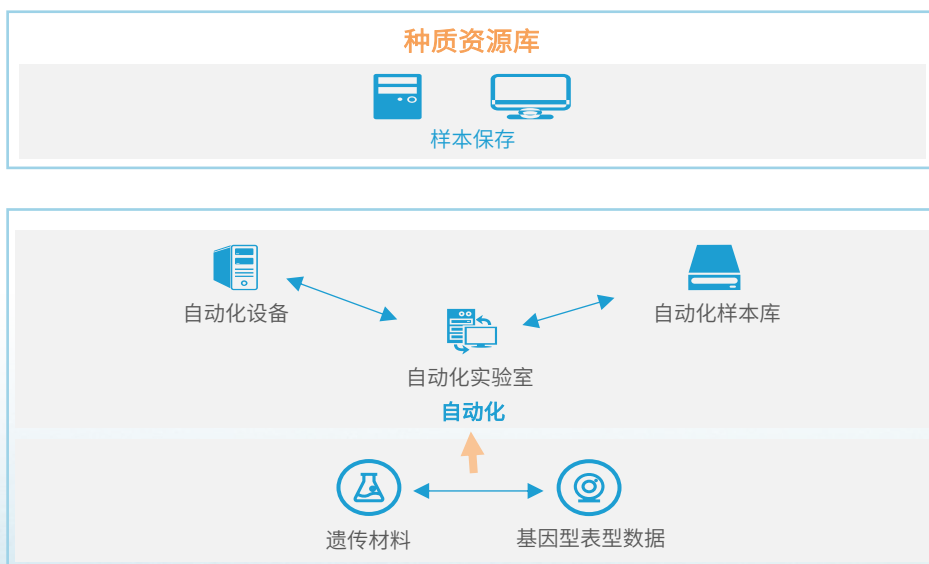 种质资源库
样本保存
自动化设备
自动化样本库
自动化实验室
自动化
遗传材料
基因型表型数据